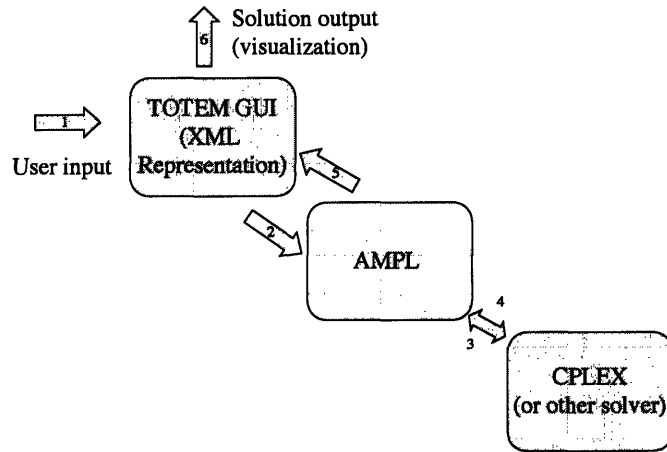 6
Solution output
(visualization)
1
User input
TOTEM GUI
(XML
Representation)
5
2
AMPL
4
3
CPLEX
(or other solver)